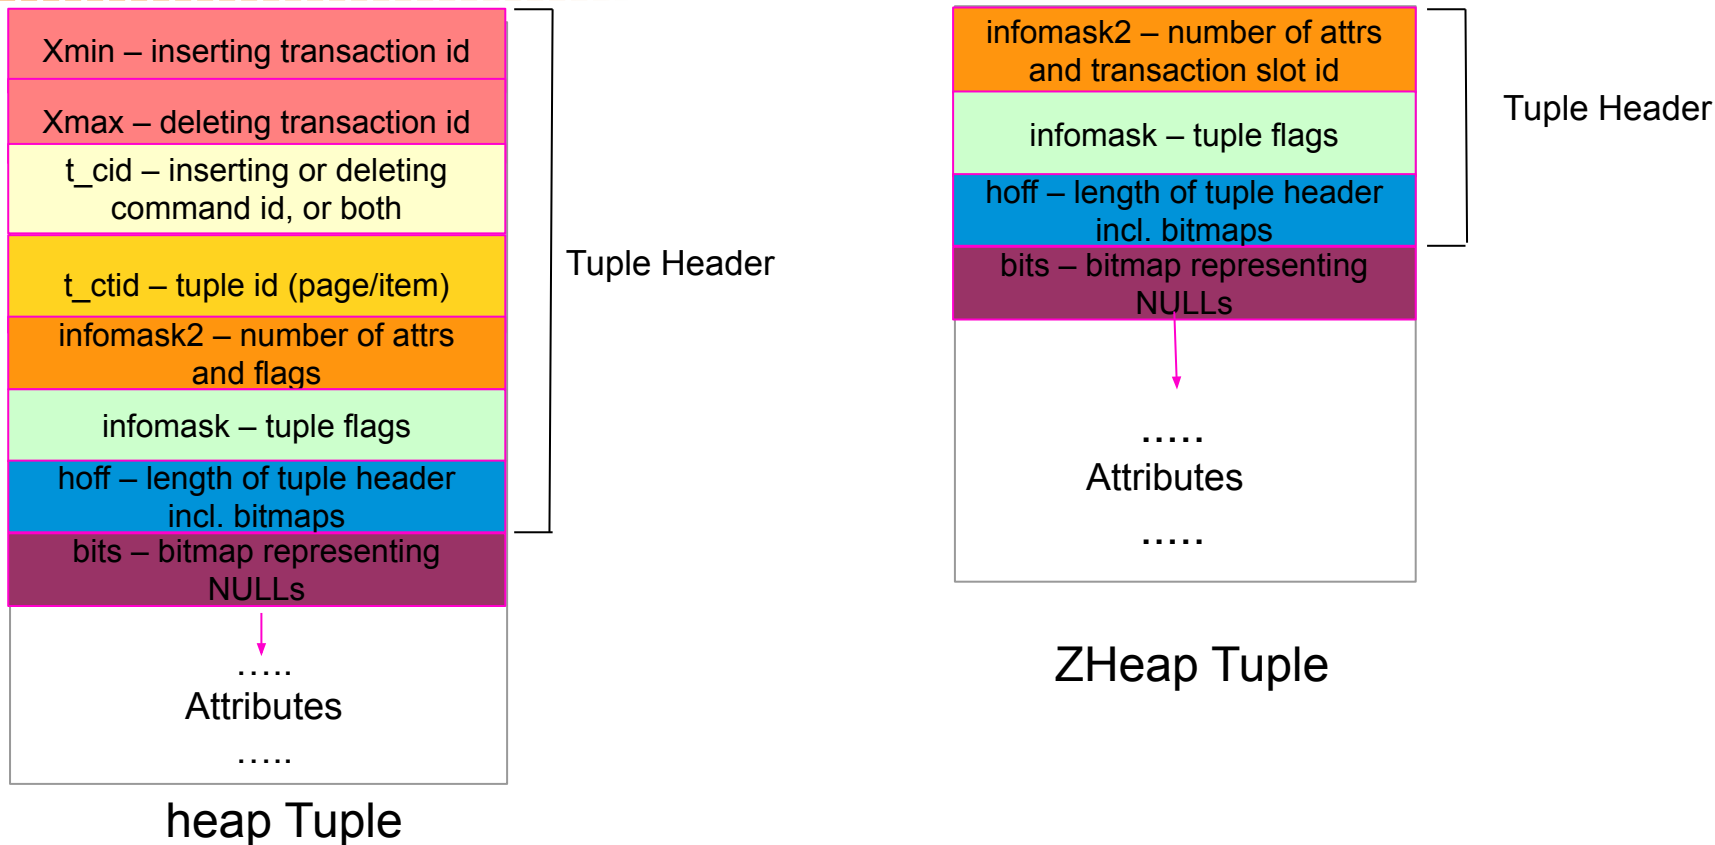 Xmin – inserting transaction id
Xmax – deleting transaction id
t_cid – inserting or deleting
command id, or both
t_ctid – tuple id (page/item)
infomask2 – number of attrs
and flags
infomask – tuple flags
hoff – length of tuple header
incl. bitmaps
bits – bitmap representing
NULLs
…..
Attributes
…..
Tuple Header
heap Tuple
infomask2 – number of attrs
and transaction slot id
infomask – tuple flags
hoff – length of tuple header
incl. bitmaps
bits – bitmap representing
NULLs
…..
Attributes
…..
Tuple Header
ZHeap Tuple